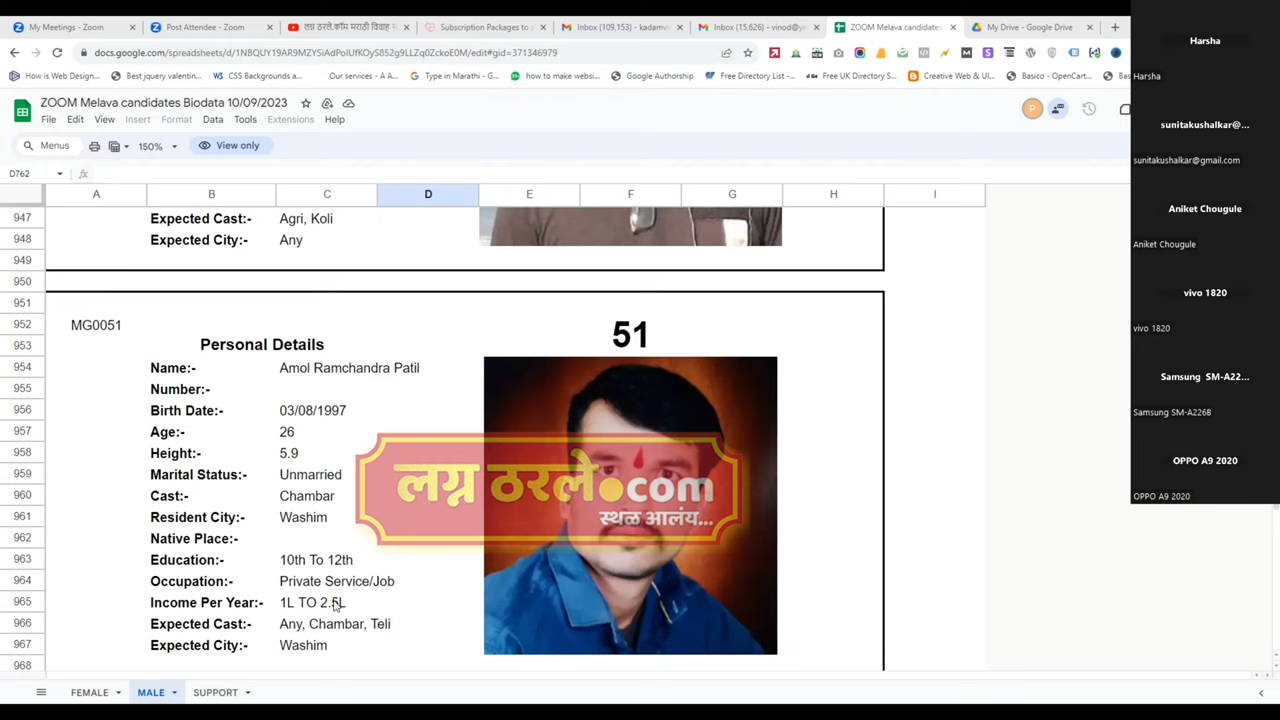 My Meetings - Zoom
Post Attendee - Zoom
लग्न ठरले.कॉम मराठी विवाह स
Subscription Packages to
Inbox (109,153) - kadamvi
Inbox (15,626) - vinod@ye
ZOOM Melava candidates
My Drive - Google Drive
docs.google.com/spreadsheets/d/1NBQUY19AR9MZYSiAdPolUfKOyS852g9LLzQ0ZckoE0M/edit#gid=371346979
How is Web Design...
Best jquery valentin...
CSS Backgrounds a...
Our services - A A...
Type in Marathi - G...
how to make websi...
Google Authorship
Free Directory List -...
Free UK Directory S...
Creative Web & UI...
Basico - OpenCart...
Bas
ZOOM Melava candidates Biodata 10/09/2023
File Edit View Insert Format Data Tools Extensions Help
P
Menus
150%
View only
D762
fx
A B C D E F G H I
947 Expected Cast:- Agri, Koli
948 Expected City:- Any
949
950
951
952 MG0051
51
953 Personal Details
954 Name:- Amol Ramchandra Patil
955 Number:-
956 Birth Date:- 03/08/1997
957 Age:- 26
958 Height:- 5.9
959 Marital Status:- Unmarried
960 Cast:- Chambar
961 Resident City:- Washim
962 Native Place:-
963 Education:- 10th To 12th
964 Occupation:- Private Service/Job
965 Income Per Year:- 1L TO 2.5L
966 Expected Cast:- Any, Chambar, Teli
967 Expected City:- Washim
968
लग्न ठरले.com
स्थळ आलंय...
FEMALE
MALE
SUPPORT
Harsha
Harsha
sunitakushalkar@...
sunitakushalkar@gmail.com
Aniket Chougule
Aniket Chougule
vivo 1820
vivo 1820
Samsung SM-A22...
Samsung SM-A226B
OPPO A9 2020
OPPO A9 2020